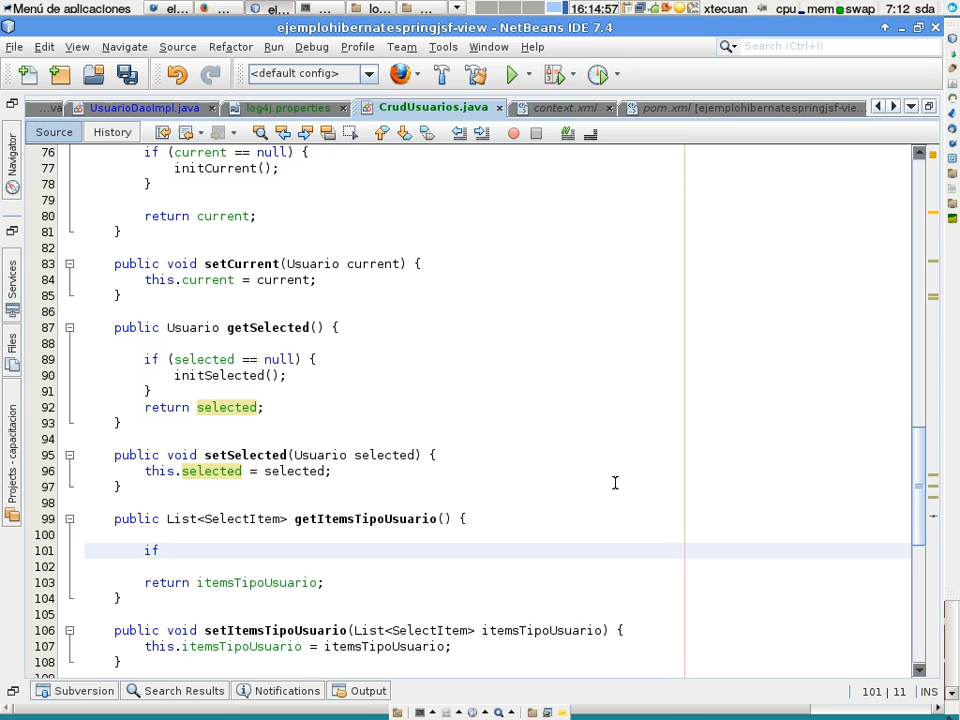 Menú de aplicaciones el... ... el... ... lo... ... 16:14:57 xtecuan cpu mem swap 7:12 sda
ejemplohibernatespringjsf-view - NetBeans IDE 7.4
File Edit View Navigate Source Refactor Run Debug Profile Team Tools Window Help Search (Ctrl+I)
<default config>
...va UsuarioDaoImpl.java log4j.properties CrudUsuarios.java context.xml pom.xml [ejemplohibernatespringjsf-vie...
Source History
Navigator
Services
Files
Projects - capacitacion
76 if (current == null) {
77 initCurrent();
78 }
79
80 return current;
81 }
82
83 public void setCurrent(Usuario current) {
84 this.current = current;
85 }
86
87 public Usuario getSelected() {
88
89 if (selected == null) {
90 initSelected();
91 }
92 return selected;
93 }
94
95 public void setSelected(Usuario selected) {
96 this.selected = selected;
97 }
98
99 public List<SelectItem> getItemsTipoUsuario() {
100
101 if
102
103 return itemsTipoUsuario;
104 }
105
106 public void setItemsTipoUsuario(List<SelectItem> itemsTipoUsuario) {
107 this.itemsTipoUsuario = itemsTipoUsuario;
108 }
Subversion Search Results Notifications Output 101 | 11 INS